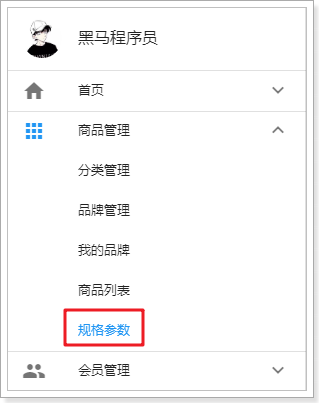 黑马程序员
首页
商品管理
分类管理
品牌管理
我的品牌
商品列表
规格参数
会员管理